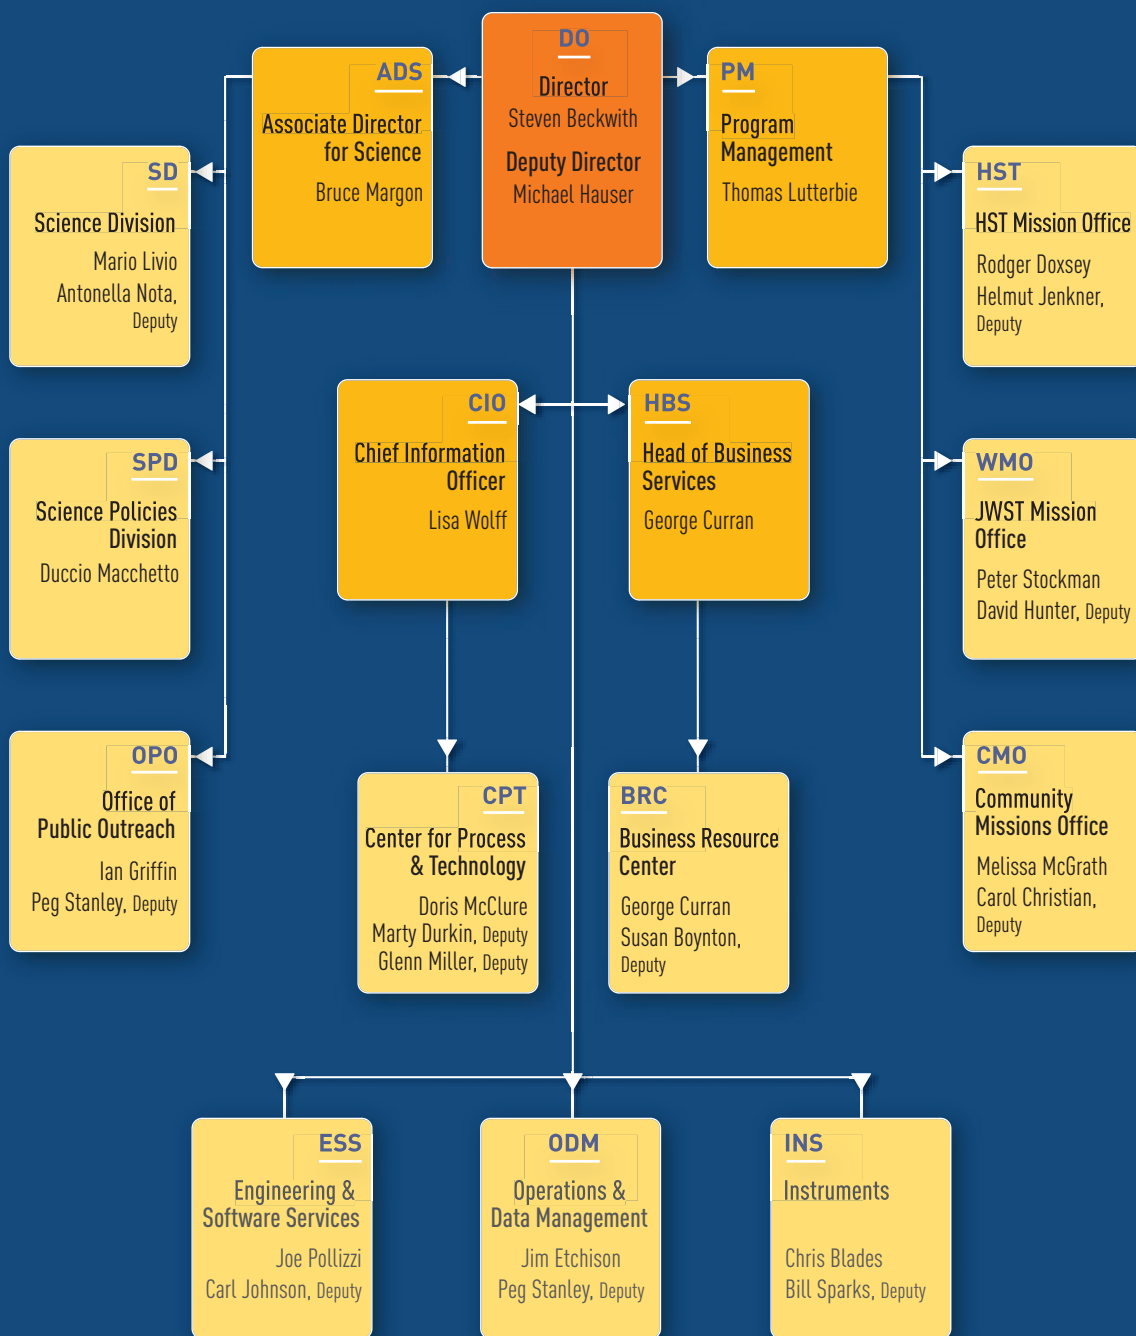 DO
Director
Steven Beckwith
Deputy Director
Michael Hauser
ADS
Associate Director
for Science
Bruce Margon
PM
Program
Management
Thomas Lutterbie
SD
Science Division
Mario Livio
Antonella Nota,
Deputy
HST
HST Mission Office
Rodger Doxsey
Helmut Jenkner,
Deputy
CIO
Chief Information
Officer
Lisa Wolff
HBS
Head of Business
Services
George Curran
SPD
Science Policies
Division
Duccio Macchetto
WMO
JWST Mission
Office
Peter Stockman
David Hunter, Deputy
OPO
Office of
Public Outreach
Ian Griffin
Peg Stanley, Deputy
CPT
Center for Process
& Technology
Doris McClure
Marty Durkin, Deputy
Glenn Miller, Deputy
BRC
Business Resource
Center
George Curran
Susan Boynton,
Deputy
CMO
Community
Missions Office
Melissa McGrath
Carol Christian,
Deputy
ESS
Engineering &
Software Services
Joe Pollizzi
Carl Johnson, Deputy
ODM
Operations &
Data Management
Jim Etchison
Peg Stanley, Deputy
INS
Instruments
Chris Blades
Bill Sparks, Deputy